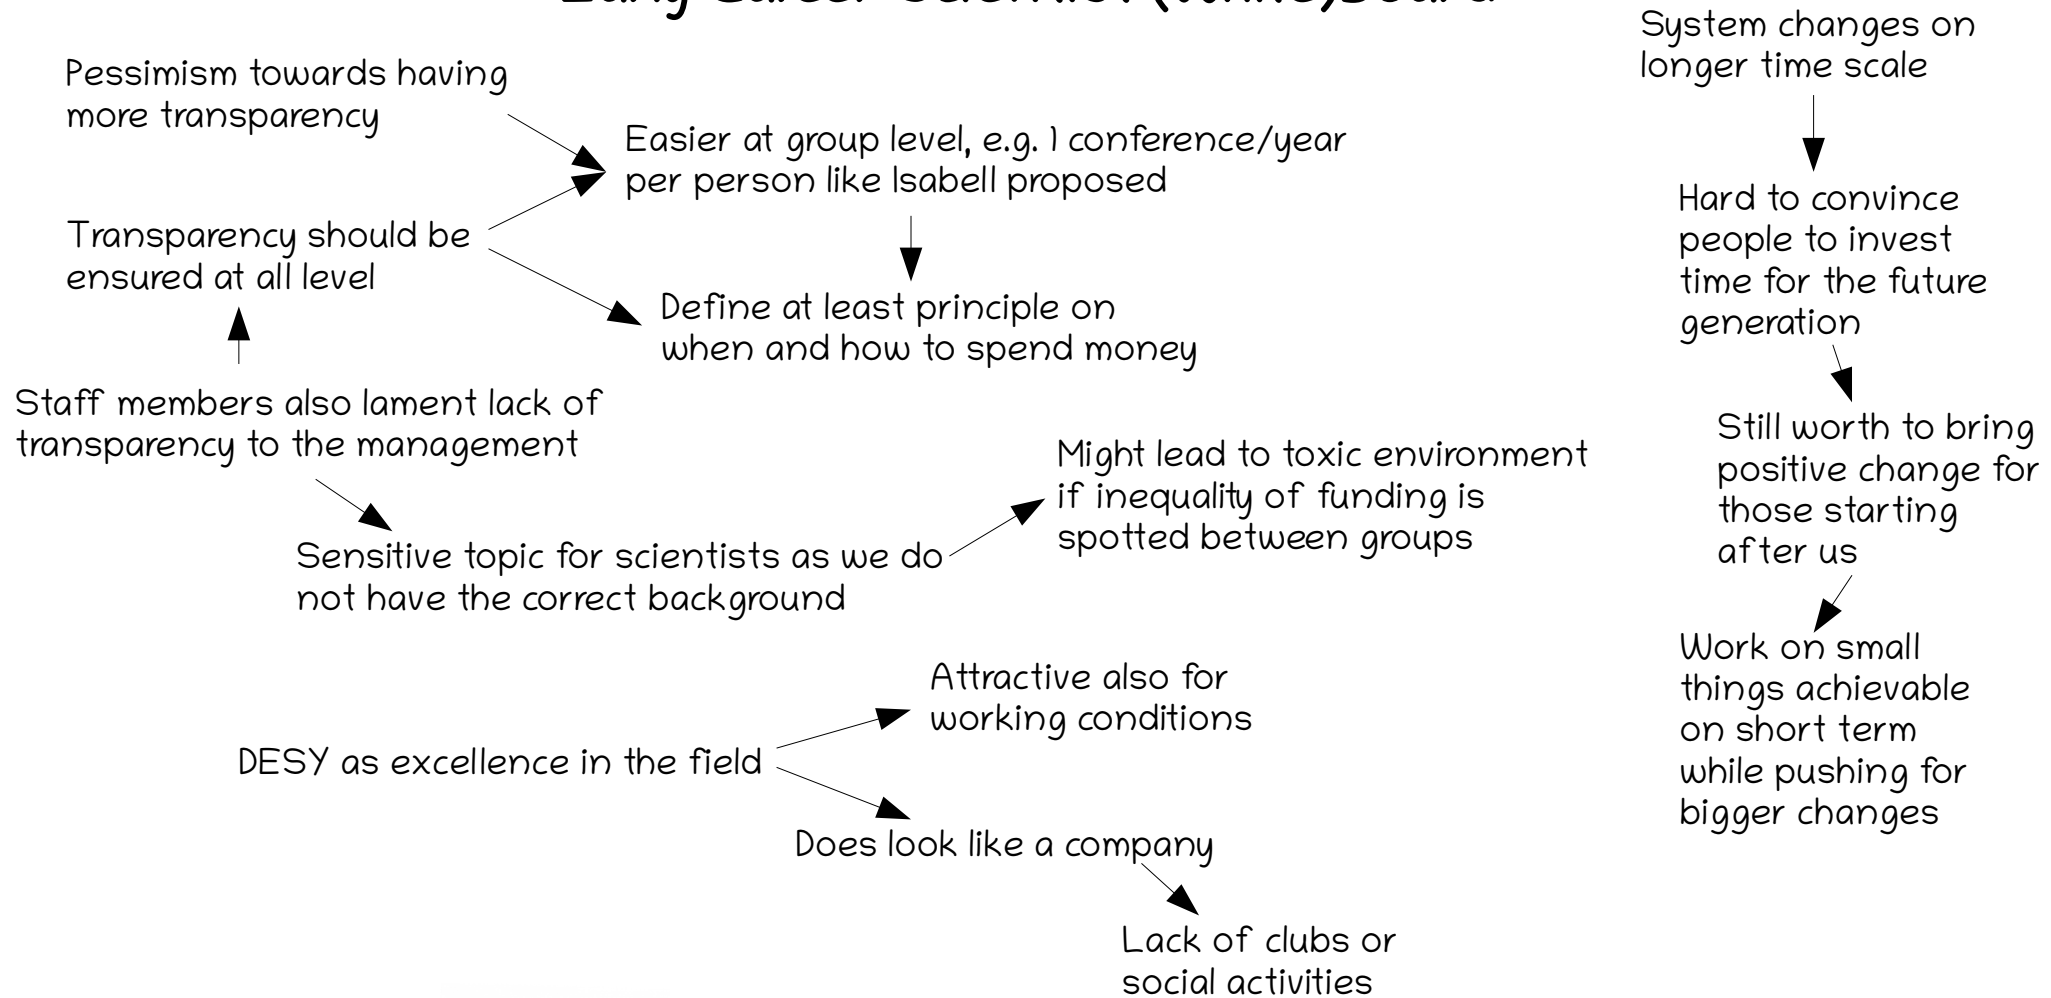 Pessimism towards having
more transparency
Easier at group level, e.g. 1 conference/year
per person like Isabell proposed
Transparency should be
ensured at all level
Define at least principle on
when and how to spend money
Staff members also lament lack of
transparency to the management
Might lead to toxic environment
if inequality of funding is
spotted between groups
Sensitive topic for scientists as we do
not have the correct background
Attractive also for
working conditions
DESY as excellence in the field
Does look like a company
Lack of clubs or
social activities
System changes on
longer time scale
Hard to convince
people to invest
time for the future
generation
Still worth to bring
positive change for
those starting
after us
Work on small
things achievable
on short term
while pushing for
bigger changes